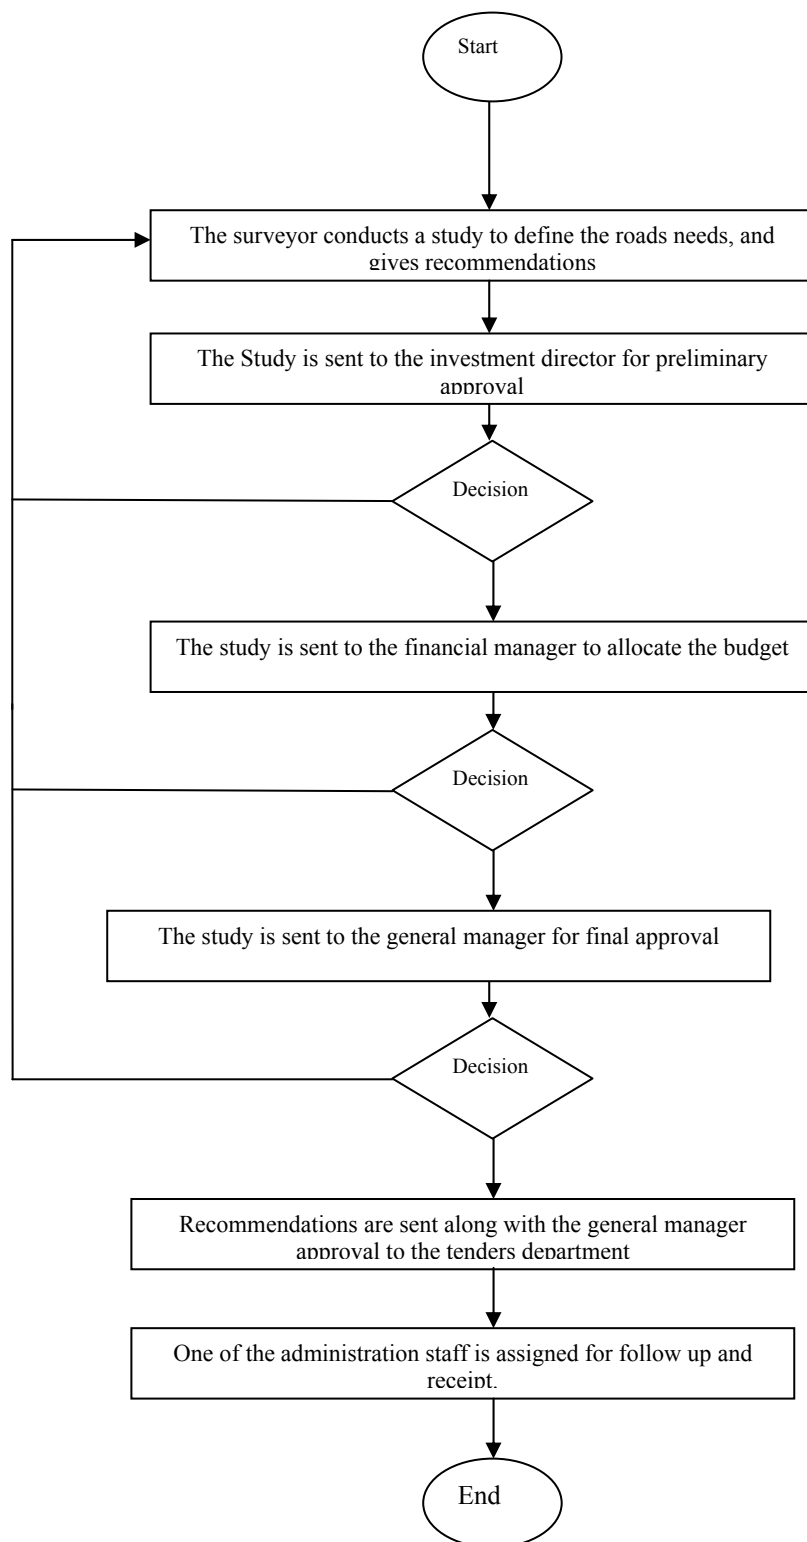 Start
The surveyor conducts a study to define the roads needs, and
gives recommendations
The Study is sent to the investment director for preliminary
approval
Decision
The study is sent to the financial manager to allocate the budget
Decision
The study is sent to the general manager for final approval
Decision
Recommendations are sent along with the general manager
approval to the tenders department
One of the administration staff is assigned for follow up and
receipt.
End